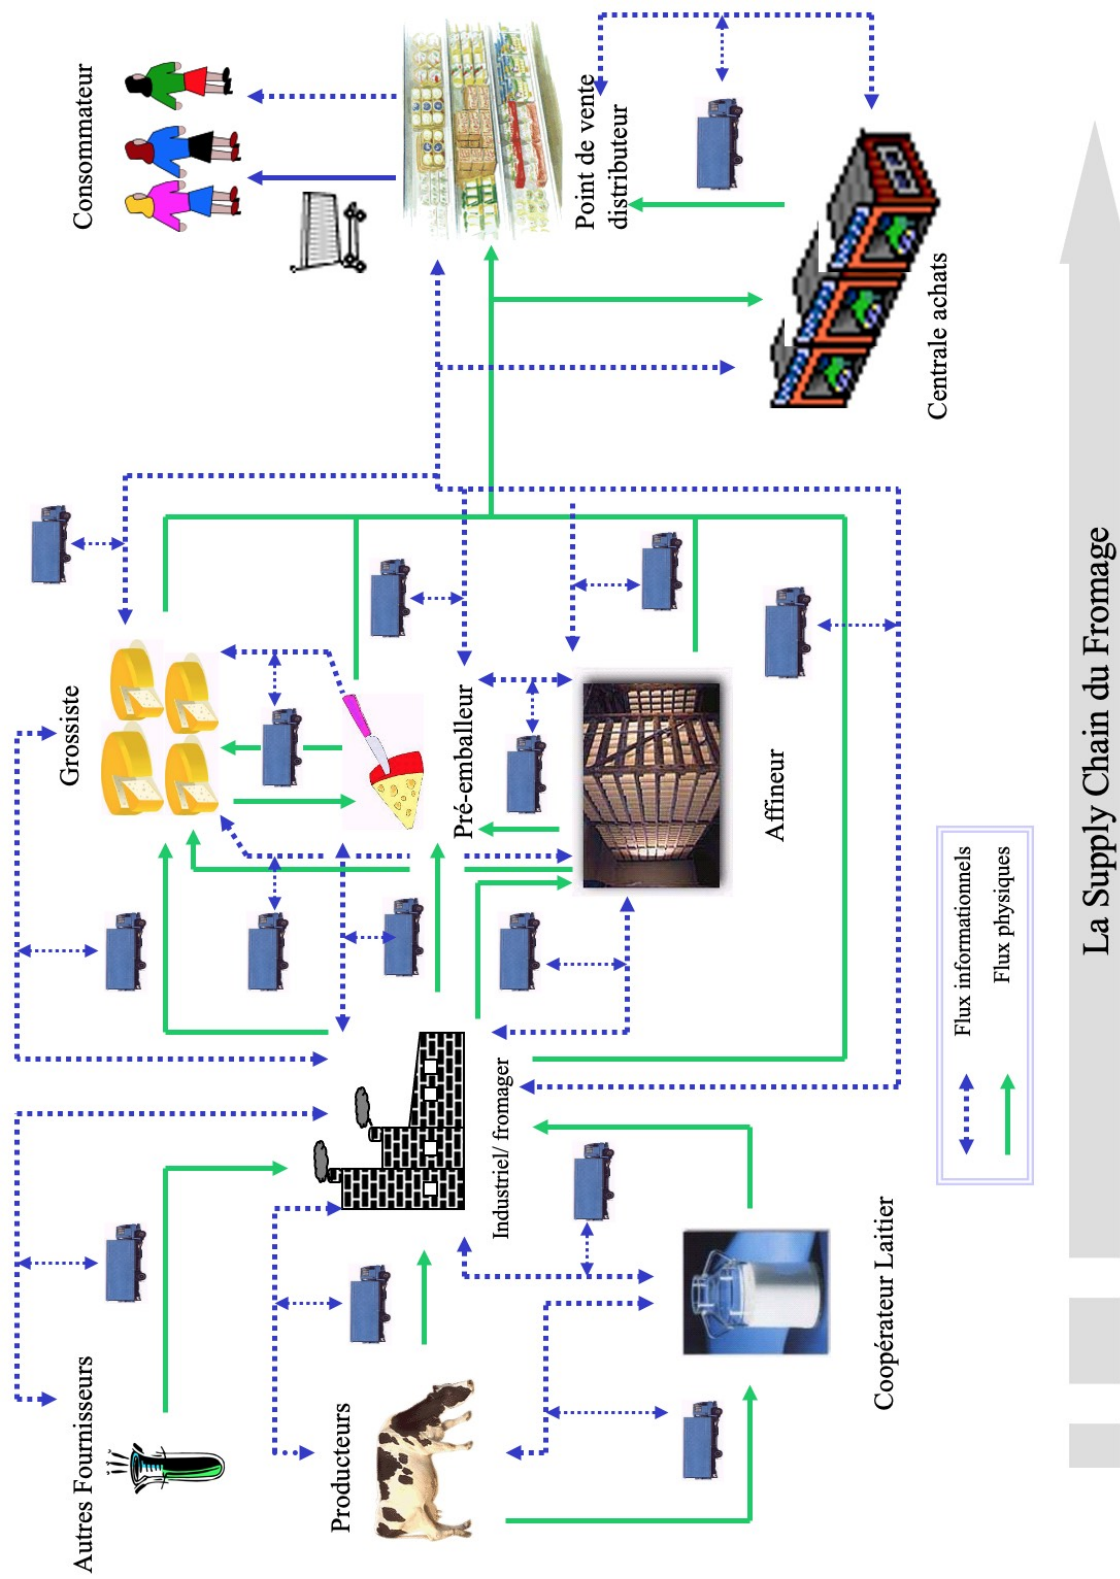 Autres Fournisseurs
Grossiste
Consommateur
Producteurs
Industriel/ fromager
Pré-emballeur
Point de vente
distributeur
Coopérateur Laitier
Affineur
Centrale achats
Flux informationnels
Flux physiques
La Supply Chain du Fromage